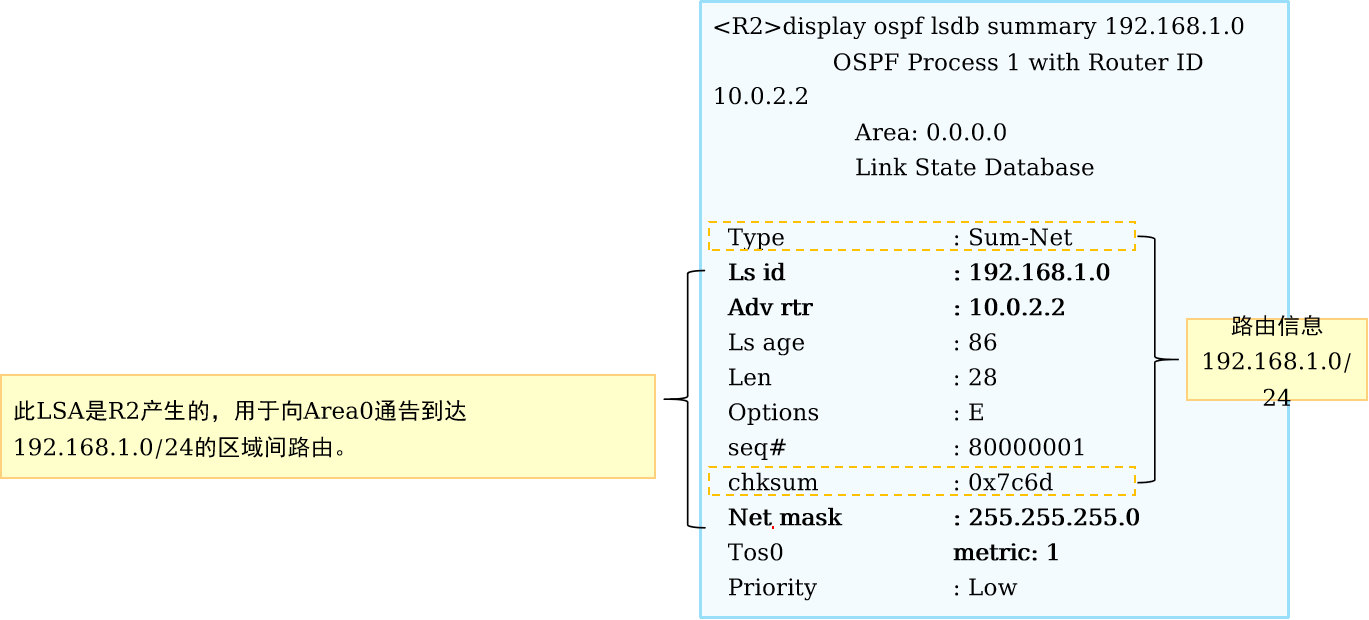 <R2>display ospf lsdb summary 192.168.1.0
OSPF Process 1 with Router ID
10.0.2.2
Area: 0.0.0.0
Link State Database
Type : Sum-Net
Ls id : 192.168.1.0
Adv rtr : 10.0.2.2
Ls age : 86
Len : 28
Options : E
seq# : 80000001
chksum : 0x7c6d
Net mask : 255.255.255.0
Tos0 metric: 1
Priority : Low
此LSA是R2产生的，用于向Area0通告到达
192.168.1.0/24的区域间路由。
路由信息
192.168.1.0/
24